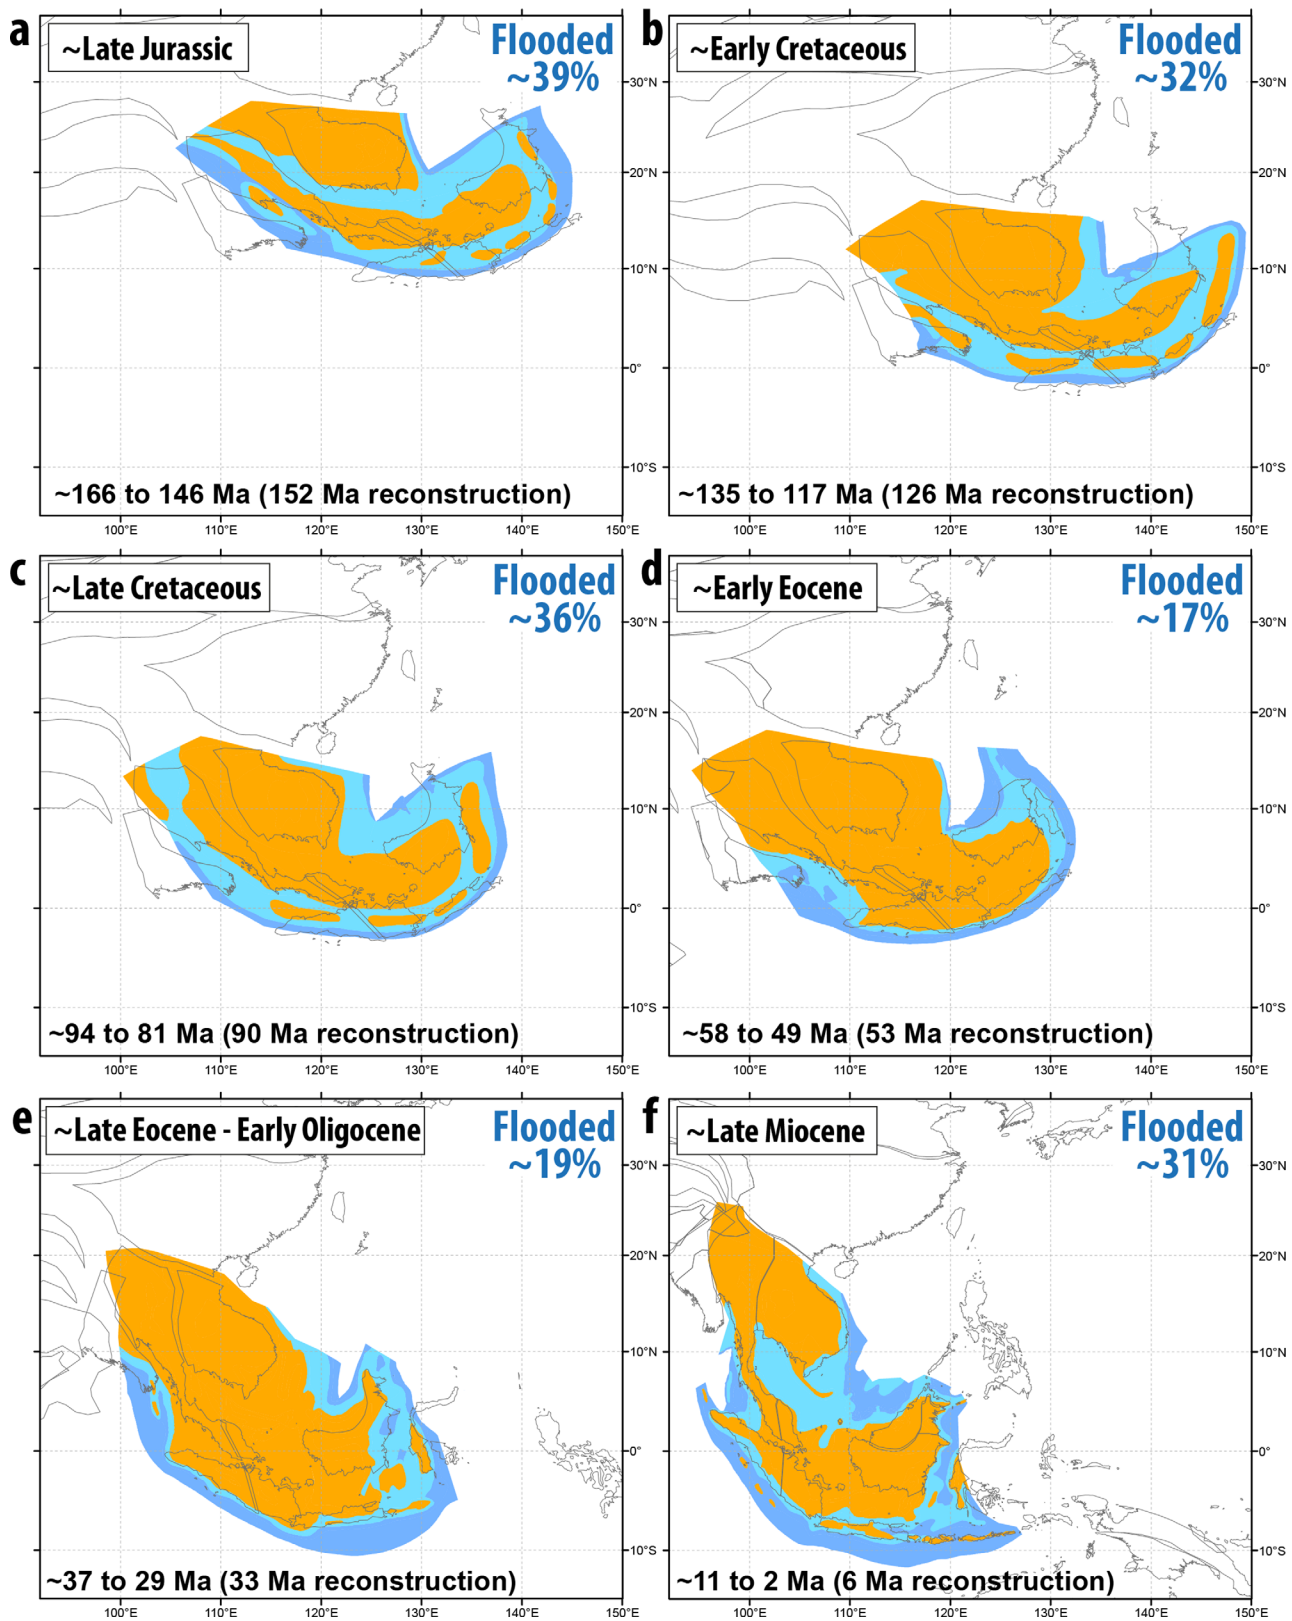 a
~Late Jurassic
Flooded
~39%
30°N
20°N
10°N
0°
10°S
~166 to 146 Ma (152 Ma reconstruction)
100°E
110°E
120°E
130°E
140°E
150°E
b
~Early Cretaceous
Flooded
~32%
30°N
20°N
10°N
0°
10°S
~135 to 117 Ma (126 Ma reconstruction)
100°E
110°E
120°E
130°E
140°E
150°E
c
~Late Cretaceous
Flooded
~36%
30°N
20°N
10°N
0°
10°S
~94 to 81 Ma (90 Ma reconstruction)
100°E
110°E
120°E
130°E
140°E
150°E
d
~Early Eocene
Flooded
~17%
30°N
20°N
10°N
0°
10°S
~58 to 49 Ma (53 Ma reconstruction)
100°E
110°E
120°E
130°E
140°E
150°E
e
~Late Eocene - Early Oligocene
Flooded
~19%
30°N
20°N
10°N
0°
10°S
~37 to 29 Ma (33 Ma reconstruction)
100°E
110°E
120°E
130°E
140°E
150°E
f
~Late Miocene
Flooded
~31%
30°N
20°N
10°N
0°
10°S
~11 to 2 Ma (6 Ma reconstruction)
100°E
110°E
120°E
130°E
140°E
150°E